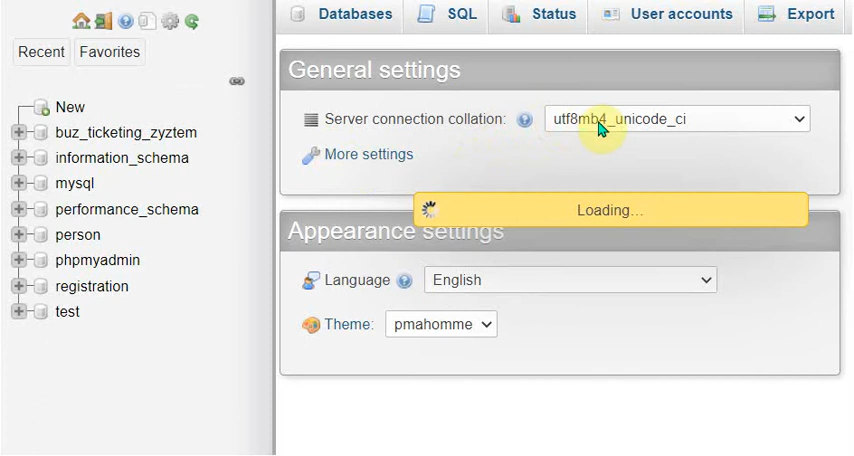 Databases SQL Status User accounts Export
Recent Favorites
General settings
New
Server connection collation: utf8mb4_unicode_ci
buz_ticketing_zyztem
More settings
information_schema
mysql
performance_schema
Loading...
Appearance settings
person
phpmyadmin
Language English
registration
test
Theme: pmahomme